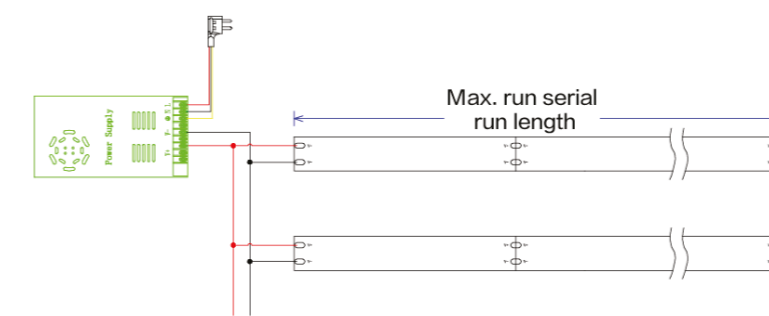 Max. run serial
run length
Power Supply
N L
V-
V+